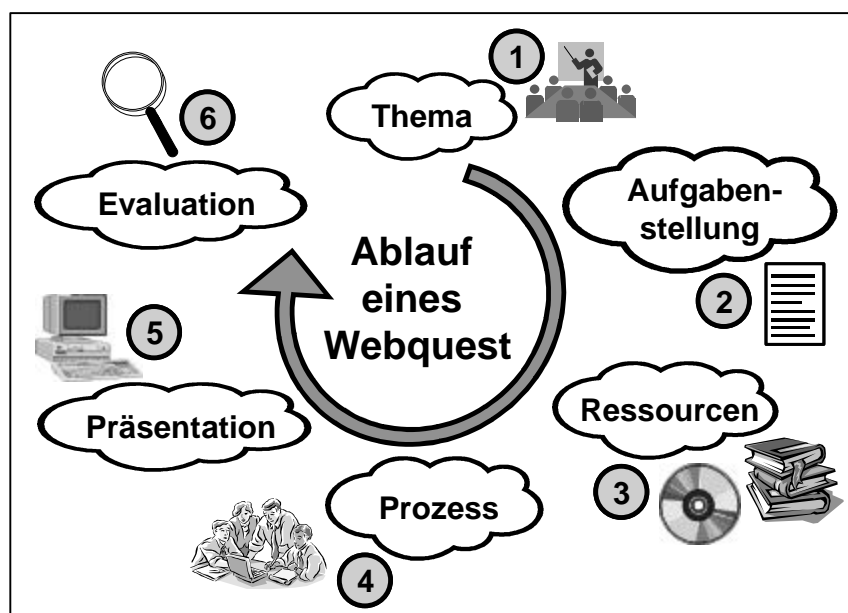 Ablauf
eines
Webquest
1
Thema
Aufgaben-
stellung
2
Ressourcen
3
Prozess
4
5
Präsentation
6
Evaluation